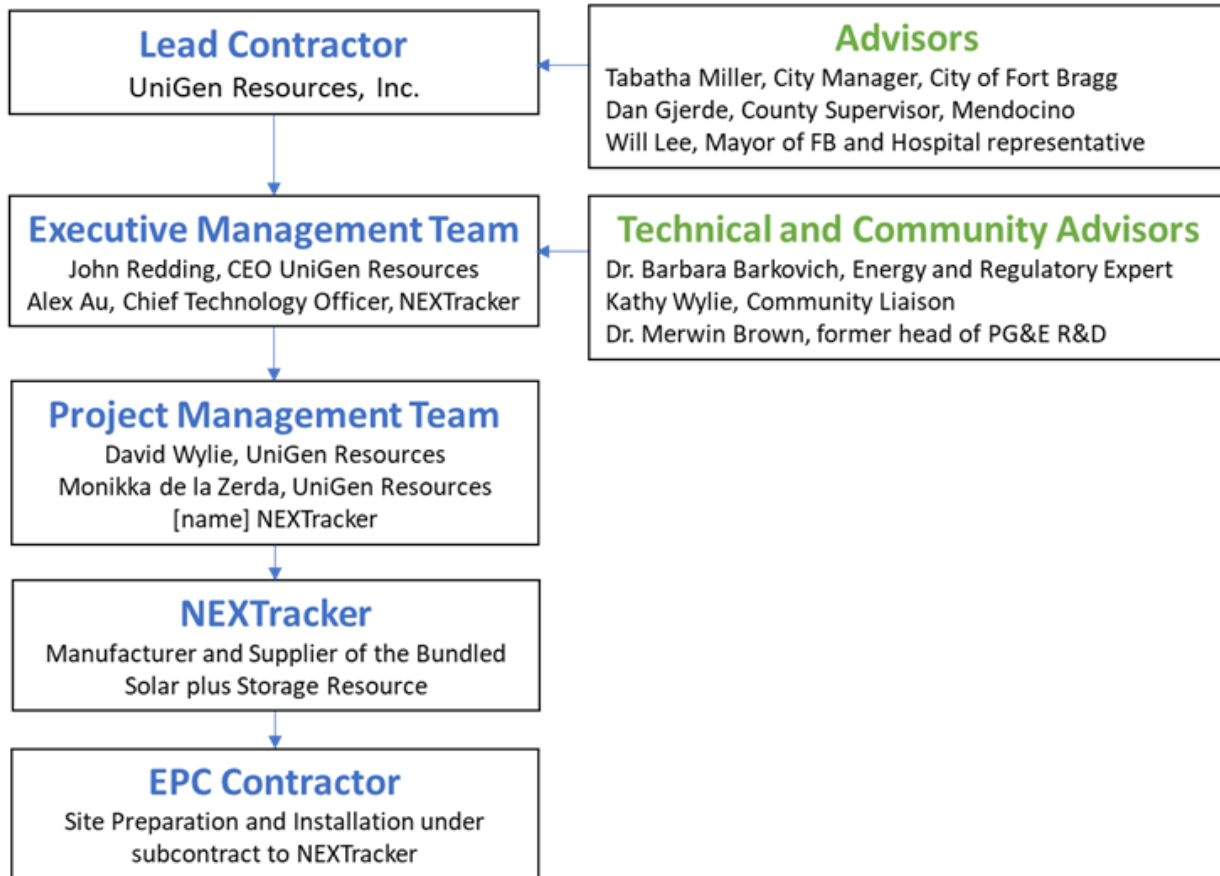 Lead Contractor
UniGen Resources, Inc.
Advisors
Tabatha Miller, City Manager, City of Fort Bragg
Dan Gjerde, County Supervisor, Mendocino
Will Lee, Mayor of FB and Hospital representative
Executive Management Team
John Redding, CEO UniGen Resources
Alex Au, Chief Technology Officer, NEXTracker
Technical and Community Advisors
Dr. Barbara Barkovich, Energy and Regulatory Expert
Kathy Wylie, Community Liaison
Dr. Merwin Brown, former head of PG&E R&D
Project Management Team
David Wylie, UniGen Resources
Monikka de la Zerda, UniGen Resources
[name] NEXTracker
NEXTracker
Manufacturer and Supplier of the Bundled
Solar plus Storage Resource
EPC Contractor
Site Preparation and Installation under
subcontract to NEXTracker